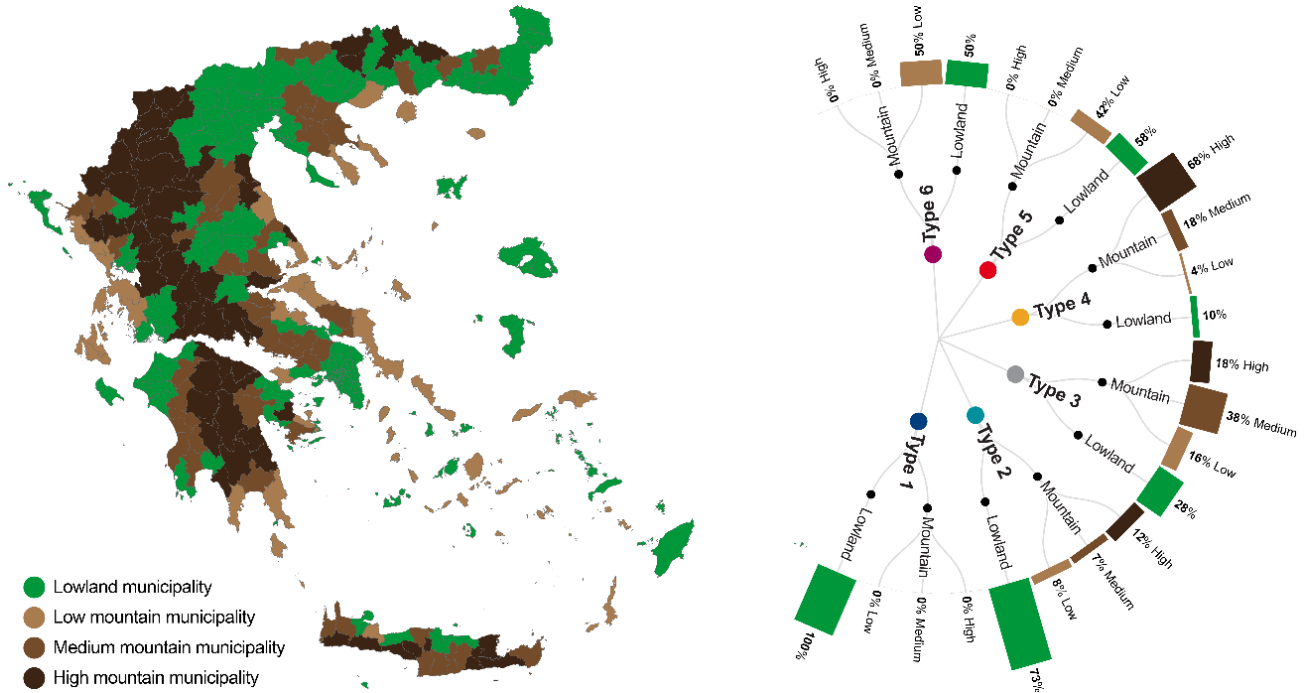 Lowland municipality
Low mountain municipality
Medium mountain municipality
High mountain municipality
0% High
0% Medium
50% Low
50%
Mountain
Lowland
Type 6
0% High
0% Medium
42% Low
58%
Mountain
Lowland
Type 5
68% High
18% Medium
4% Low
10%
Mountain
Lowland
Type 4
18% High
38% Medium
16% Low
28%
Mountain
Lowland
Type 3
12% High
7% Medium
8% Low
73%
Mountain
Lowland
Type 2
0% High
0% Medium
0% Low
100%
Mountain
Lowland
Type 1